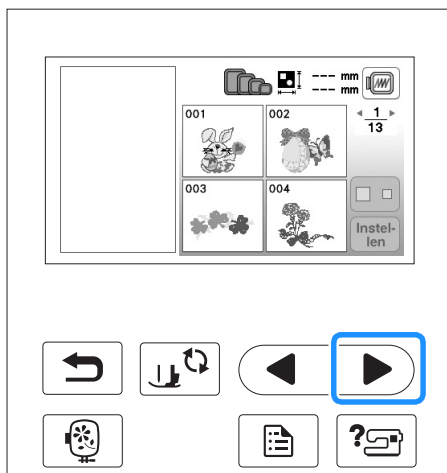 --- mm
--- mm
001
002
1
13
003
004
Instel-
len
?